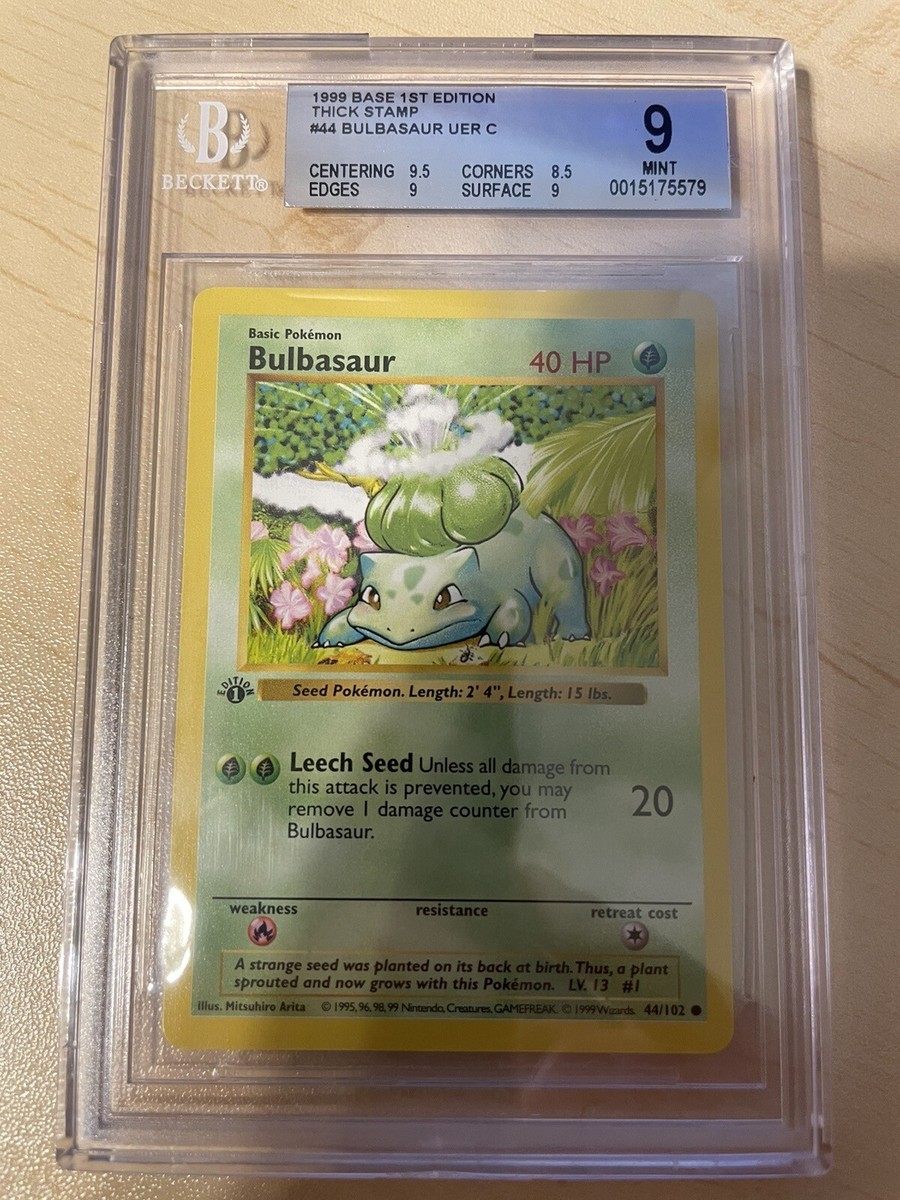 B
BECKETT®
1999 BASE 1ST EDITION
THICK STAMP
#44 BULBASAUR UER C
CENTERING 9.5 CORNERS 8.5
EDGES 9 SURFACE 9
9
MINT
0015175579
Basic Pokémon
Bulbasaur 40 HP
EDITION
1
Seed Pokémon. Length: 2' 4", Length: 15 lbs.
Leech Seed Unless all damage from
this attack is prevented, you may
remove 1 damage counter from
Bulbasaur.
20
weakness resistance retreat cost
A strange seed was planted on its back at birth. Thus, a plant
sprouted and now grows with this Pokémon. LV. 13 #1
Illus. Mitsuhiro Arita © 1995, 96, 98, 99 Nintendo, Creatures, GAMEFREAK. © 1999 Wizards. 44/102